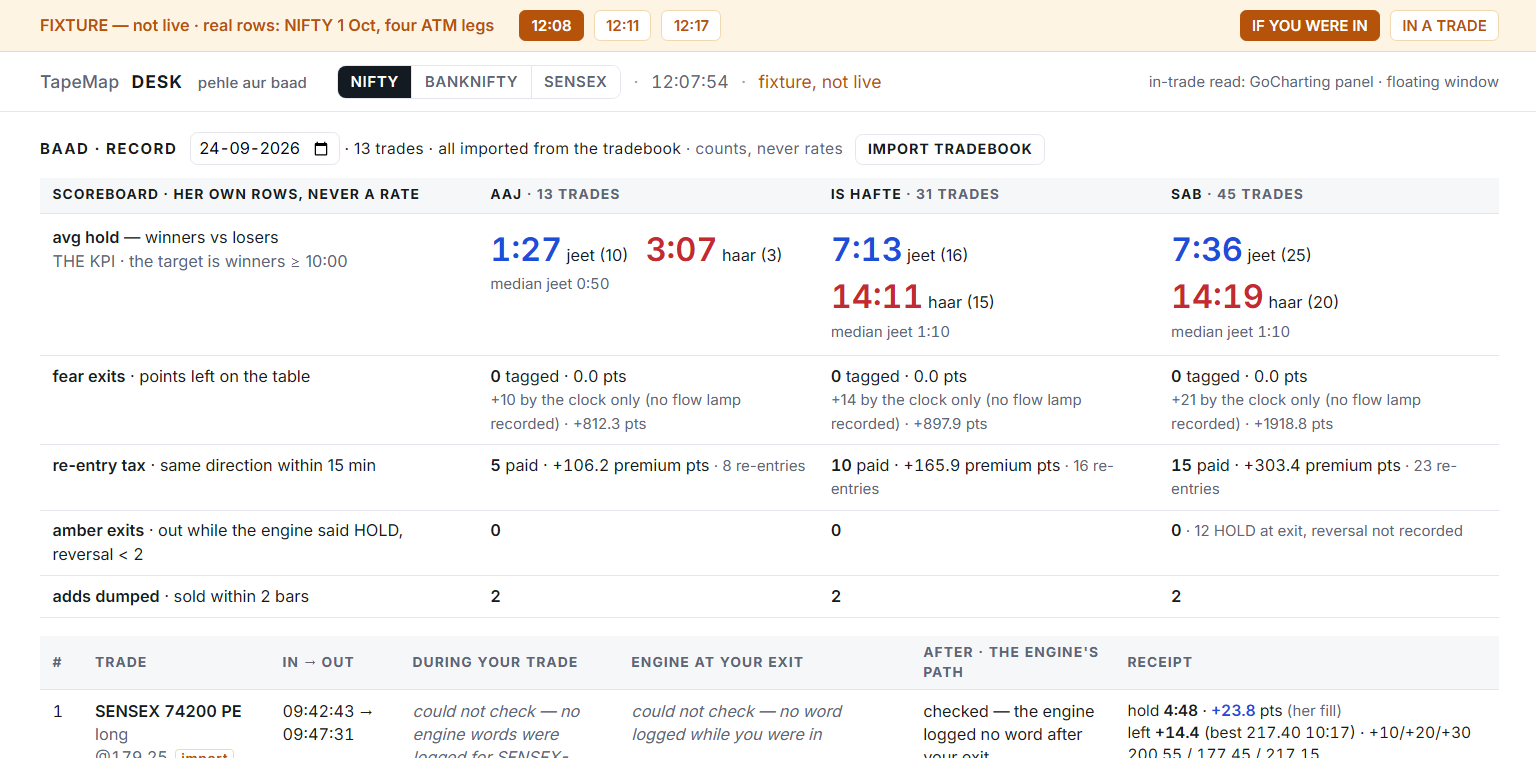 FIXTURE — not live · real rows: NIFTY 1 Oct, four ATM legs 12:08 12:11 12:17 IF YOU WERE IN IN A TRADE
TapeMap DESK pehle aur baad NIFTY BANKNIFTY SENSEX · 12:07:54 · fixture, not live in-trade read: GoCharting panel · floating window
BAAD · RECORD 24-09-2026 · 13 trades · all imported from the tradebook · counts, never rates IMPORT TRADEBOOK
SCOREBOARD · HER OWN ROWS, NEVER A RATE AAJ · 13 TRADES IS HAFTE · 31 TRADES SAB · 45 TRADES
avg hold — winners vs losers
THE KPI · the target is winners ≥ 10:00
1:27 jeet (10) 3:07 haar (3)
median jeet 0:50
7:13 jeet (16)
14:11 haar (15)
median jeet 1:10
7:36 jeet (25)
14:19 haar (20)
median jeet 1:10
fear exits · points left on the table
0 tagged · 0.0 pts
+10 by the clock only (no flow lamp
recorded) · +812.3 pts
0 tagged · 0.0 pts
+14 by the clock only (no flow lamp
recorded) · +897.9 pts
0 tagged · 0.0 pts
+21 by the clock only (no flow lamp
recorded) · +1918.8 pts
re-entry tax · same direction within 15 min
5 paid · +106.2 premium pts · 8 re-entries
10 paid · +165.9 premium pts · 16 re-
entries
15 paid · +303.4 premium pts · 23 re-
entries
amber exits · out while the engine said HOLD,
reversal < 2
0
0
0 · 12 HOLD at exit, reversal not recorded
adds dumped · sold within 2 bars
2
2
2
# TRADE IN → OUT DURING YOUR TRADE ENGINE AT YOUR EXIT
AFTER · THE ENGINE'S
PATH
RECEIPT
1
SENSEX 74200 PE
long
@179.25 import
09:42:43 →
09:47:31
could not check — no
engine words were
logged for SENSEX-
could not check — no word
logged while you were in
checked — the engine
logged no word after
your exit
hold 4:48 · +23.8 pts (her fill)
left +14.4 (best 217.40 10:17) · +10/+20/+30
200.55 / 177.45 / 217.15